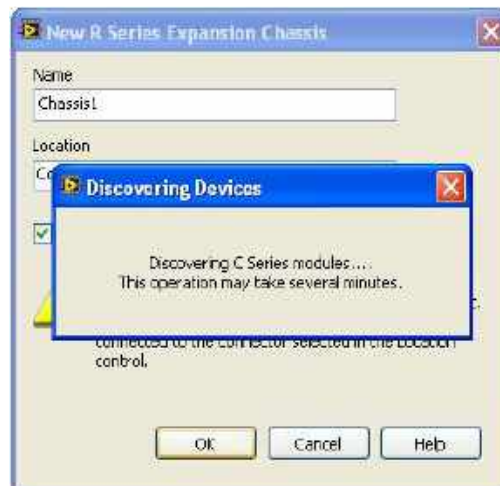 New R Series Expansion Chassis
Name
Chassis1
Location
Discovering Devices
Discovering C Series modules....
This operation may take several minutes.
connected to the connector selected in the Location
control.
OK
Cancel
Help